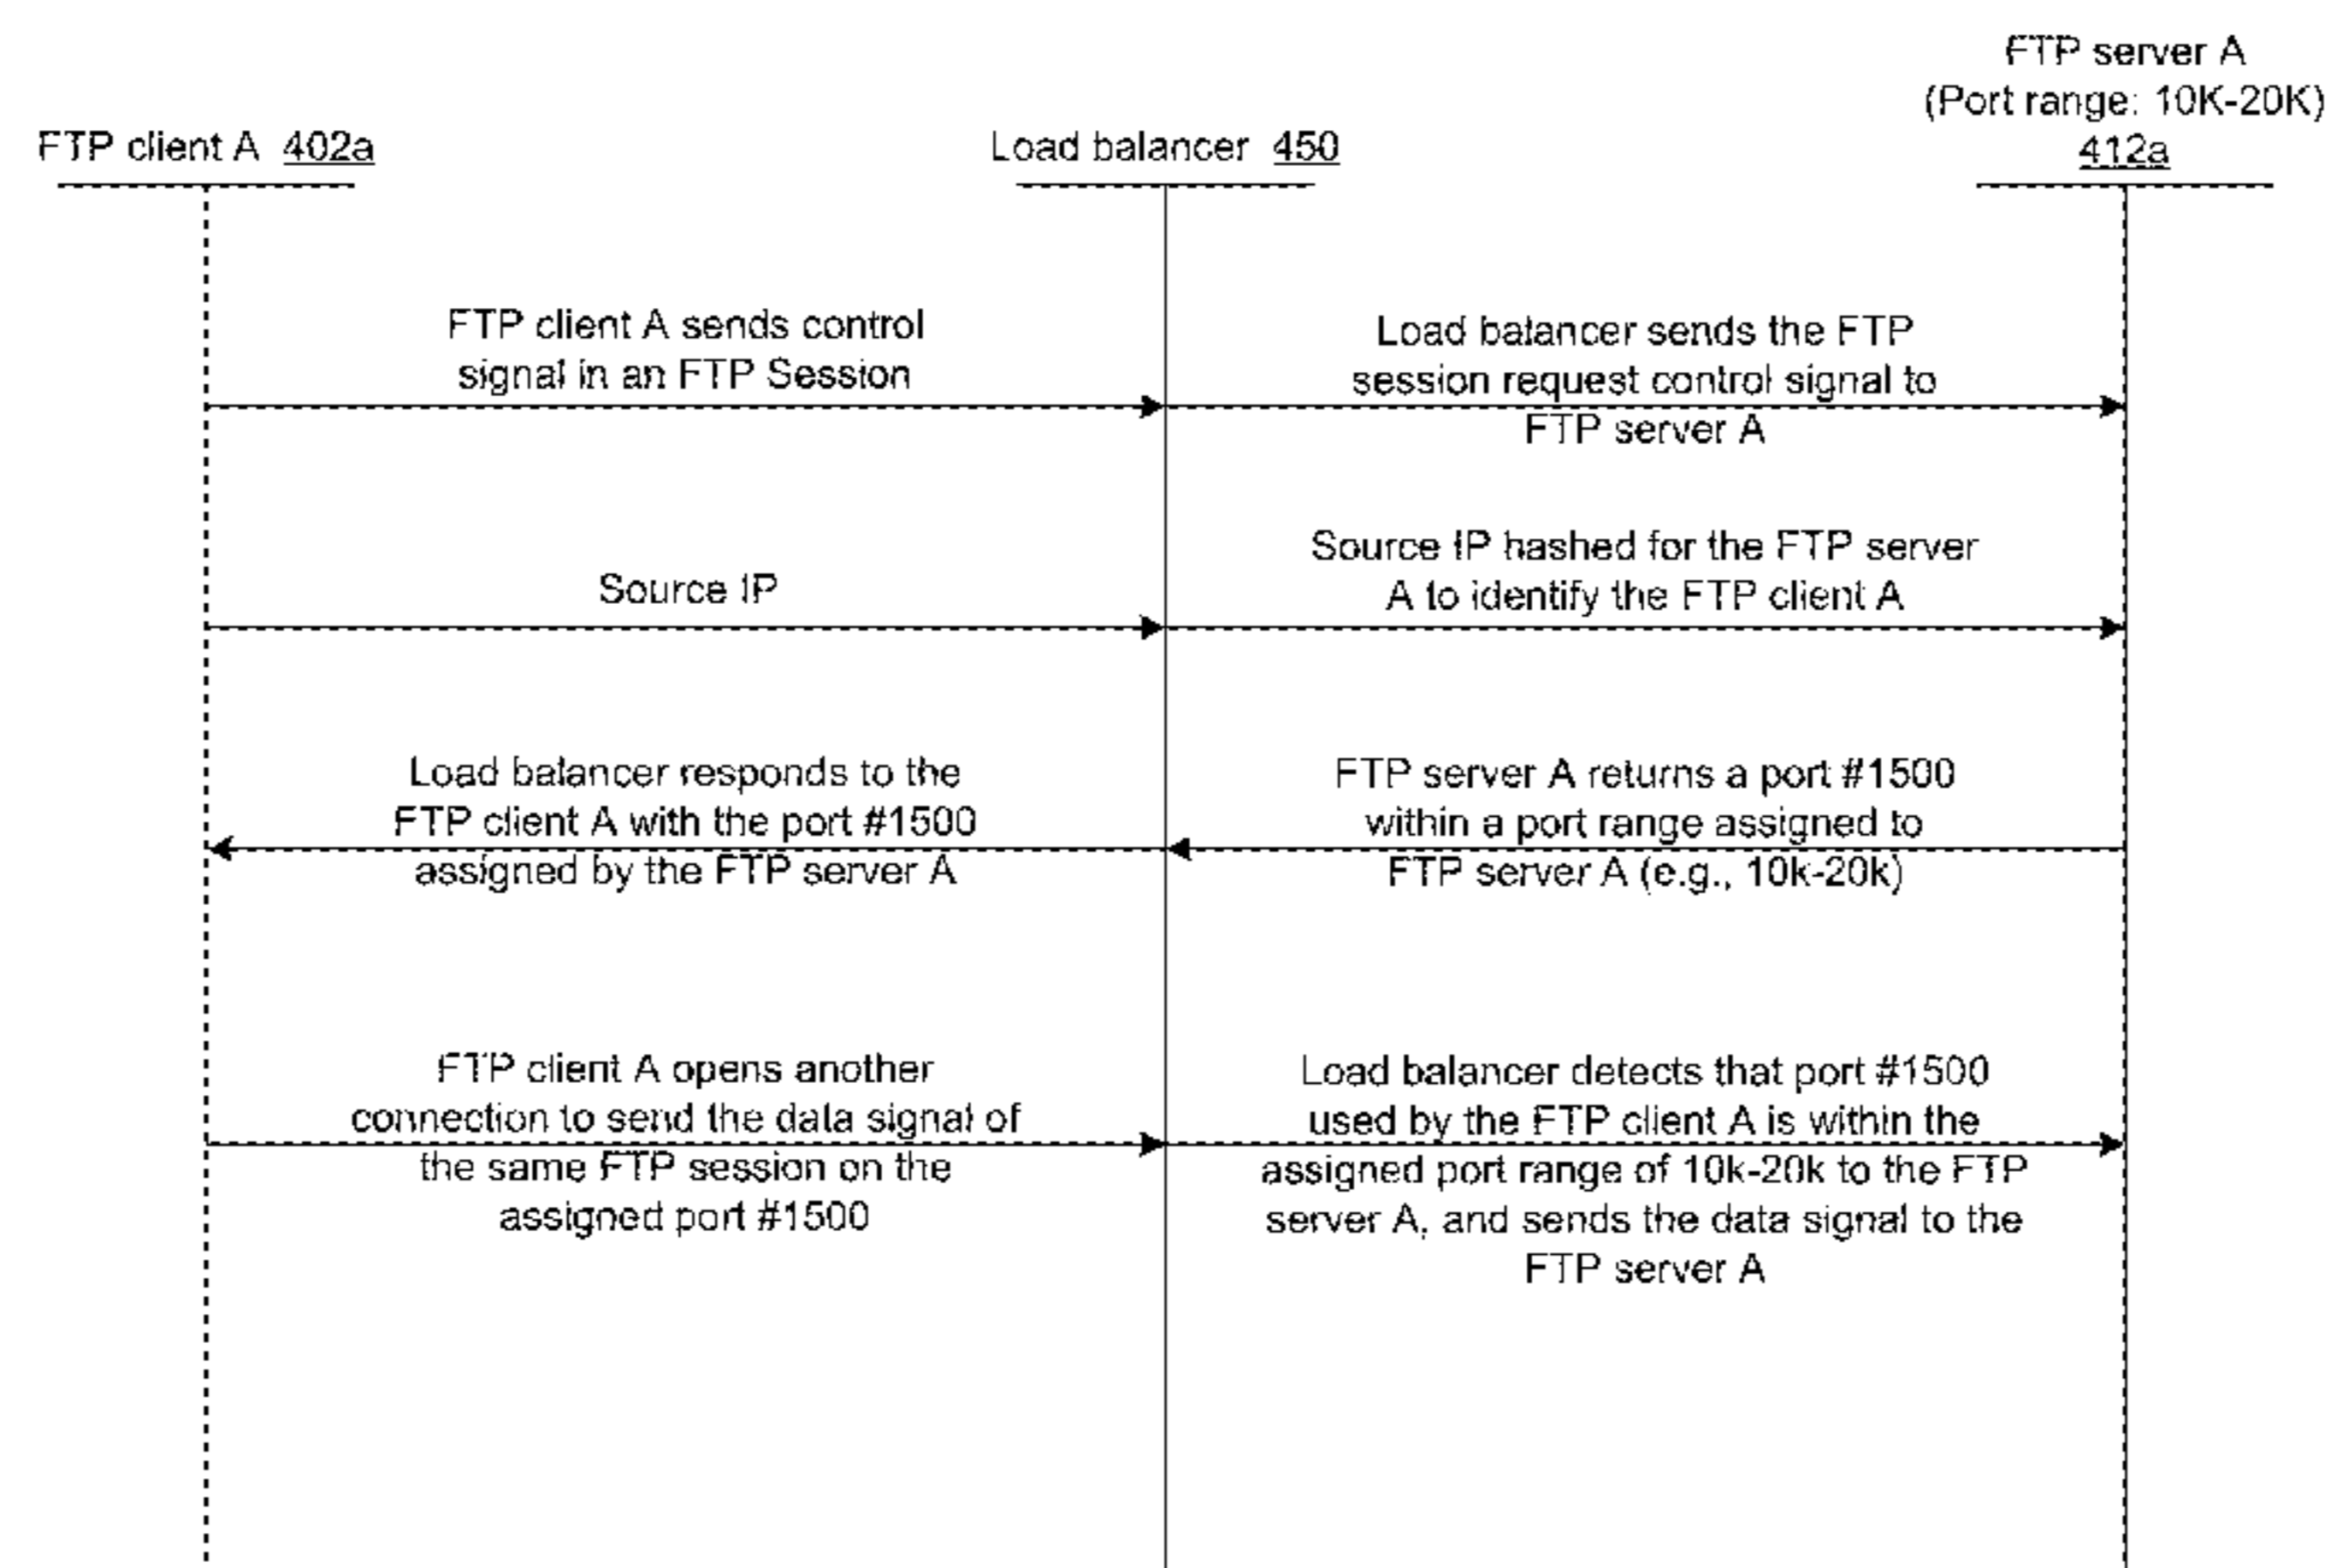 FTP server A
(Port range: 10K-20K)
412a
FTP client A 402a
Load balancer 450
FTP client A sends control
signal in an FTP Session
Load balancer sends the FTP
session request control signal to
FTP server A
Source IP
Source IP hashed for the FTP server
A to identify the FTP client A
Load balancer responds to the
FTP client A with the port #1500
assigned by the FTP server A
FTP server A returns a port #1500
within a port range assigned to
FTP server A (e.g., 10k-20k)
FTP client A opens another
connection to send the data signal of
the same FTP session on the
assigned port #1500
Load balancer detects that port #1500
used by the FTP client A is within the
assigned port range of 10k-20k to the FTP
server A, and sends the data signal to the
FTP server A